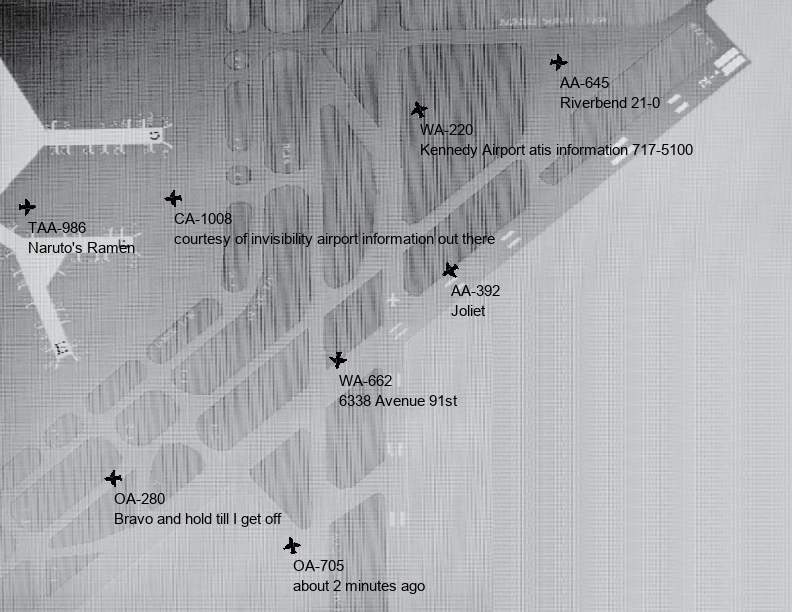 AA-645
Riverbend 21-0
WA-220
Kennedy Airport atis information 717-5100
CA-1008
courtesy of invisibility airport information out there
TAA-986
Naruto's Ramen
AA-392
Joliet
WA-662
6338 Avenue 91st
OA-280
Bravo and hold till I get off
OA-705
about 2 minutes ago